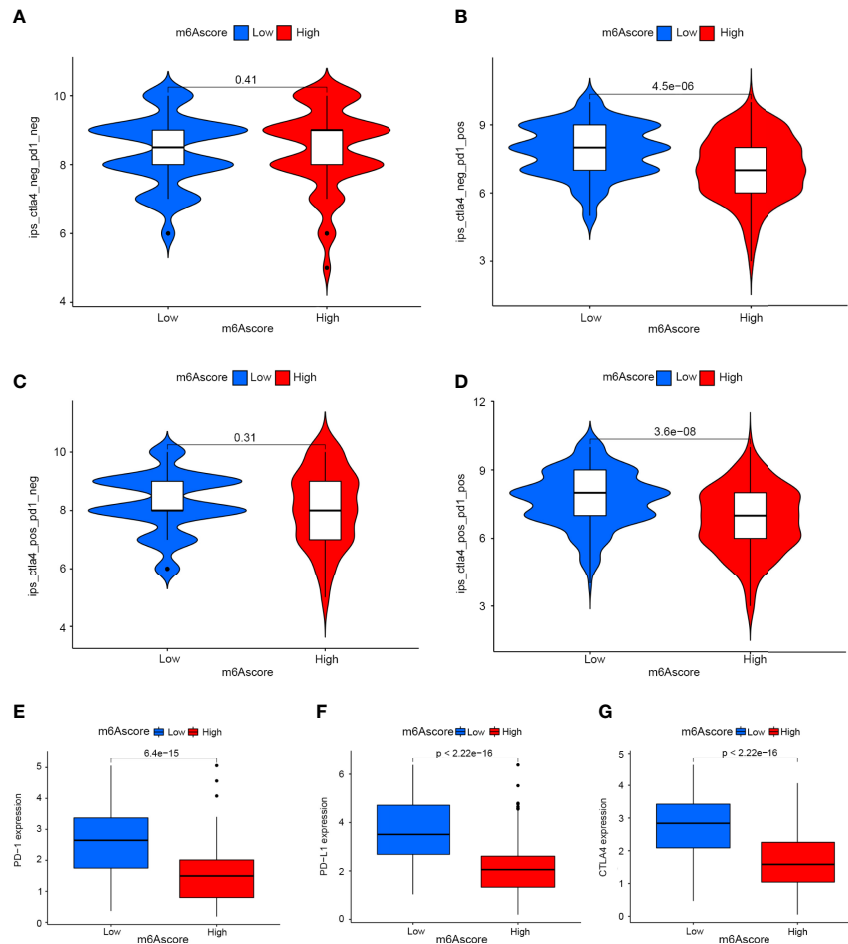 A
m6Ascore Low High
ips_ctla4_neg_pd1_neg
10
8
6
4
0.41
Low High
m6Ascore
B
m6Ascore Low High
ips_ctla4_neg_pd1_pos
9
6
3
4.5e−06
Low High
m6Ascore
C
m6Ascore Low High
ips_ctla4_pos_pd1_neg
10
8
6
4
0.31
Low High
m6Ascore
D
m6Ascore Low High
ips_ctla4_pos_pd1_pos
12
9
6
3
3.6e−08
Low High
m6Ascore
E
m6Ascore Low High
PD−1 expression
5
4
3
2
1
0
6.4e−15
Low High
m6Ascore
F
m6Ascore Low High
PD−L1 expression
6
4
2
0
p < 2.22e−16
Low High
m6Ascore
G
m6Ascore Low High
CTLA4 expression
5
4
3
2
1
0
p < 2.22e−16
Low High
m6Ascore